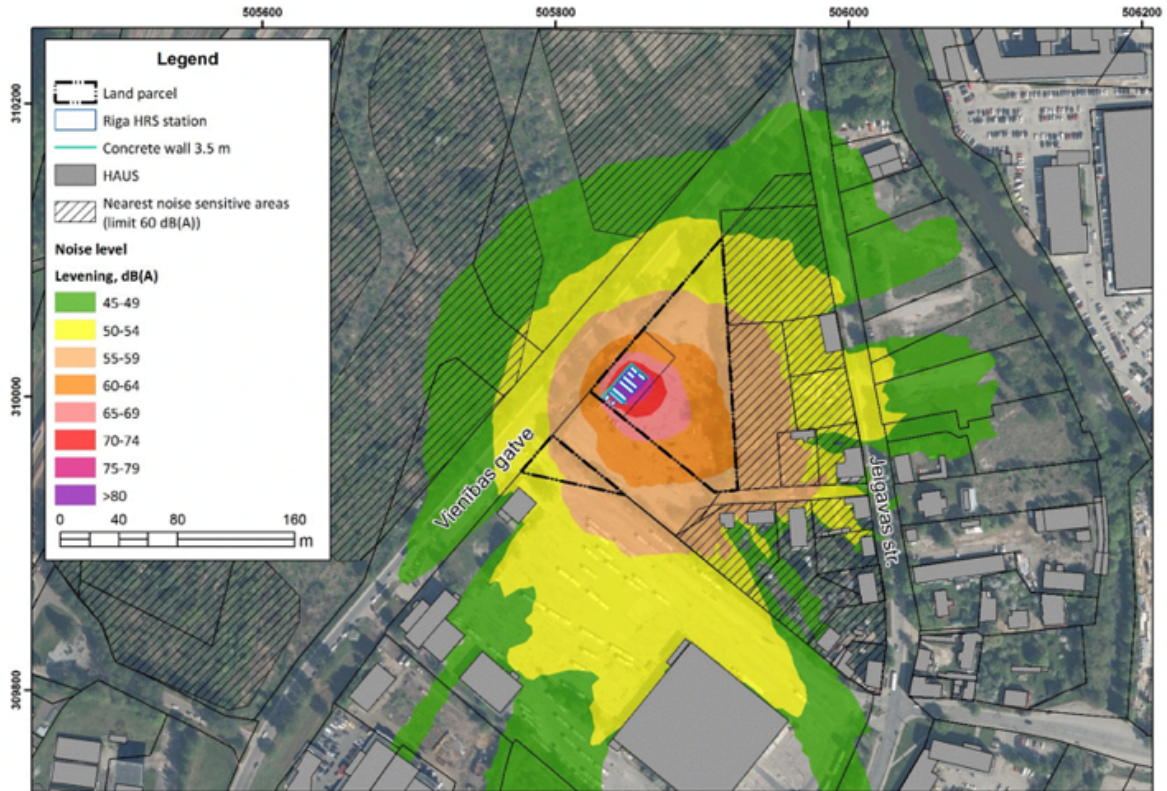 505600
505800
506000
506200
310200
310000
309800
Legend
Land parcel
Riga HRS station
Concrete wall 3.5 m
HAUS
Nearest noise sensitive areas
(limit 60 dB(A))
Noise level
Levening, dB(A)
45-49
50-54
55-59
60-64
65-69
70-74
75-79
>80
0 40 80 160
m
Vienības gatve
Jelgavas str.